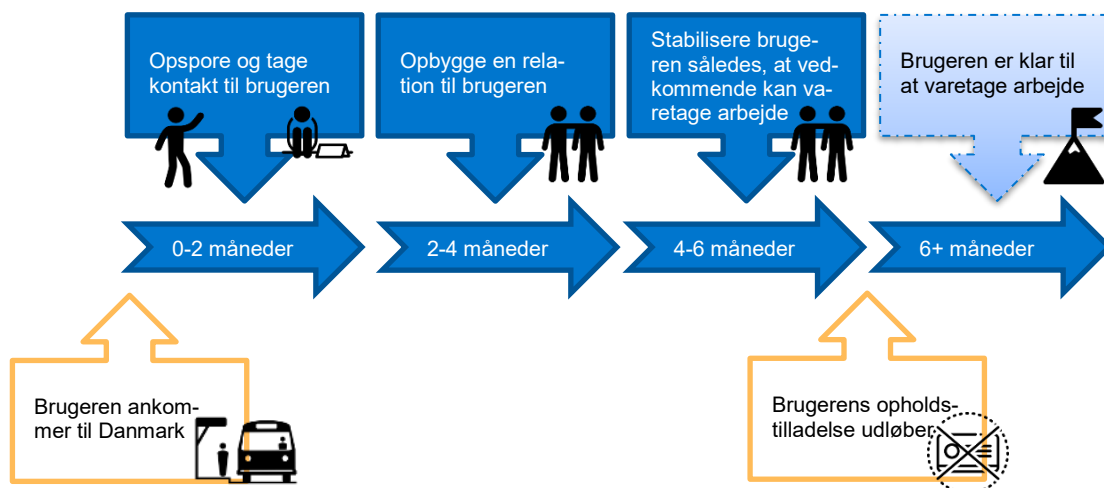 Opspore og tage
kontakt til brugeren
Opbygge en rela-
tion til brugeren
Stabilisere bruge-
ren således, at ved-
kommende kan va-
retage arbejde
Brugeren er klar til
at varetage arbejde
0-2 måneder
2-4 måneder
4-6 måneder
6+ måneder
Brugeren ankom-
mer til Danmark
Brugerens opholds-
tilladelse udløber